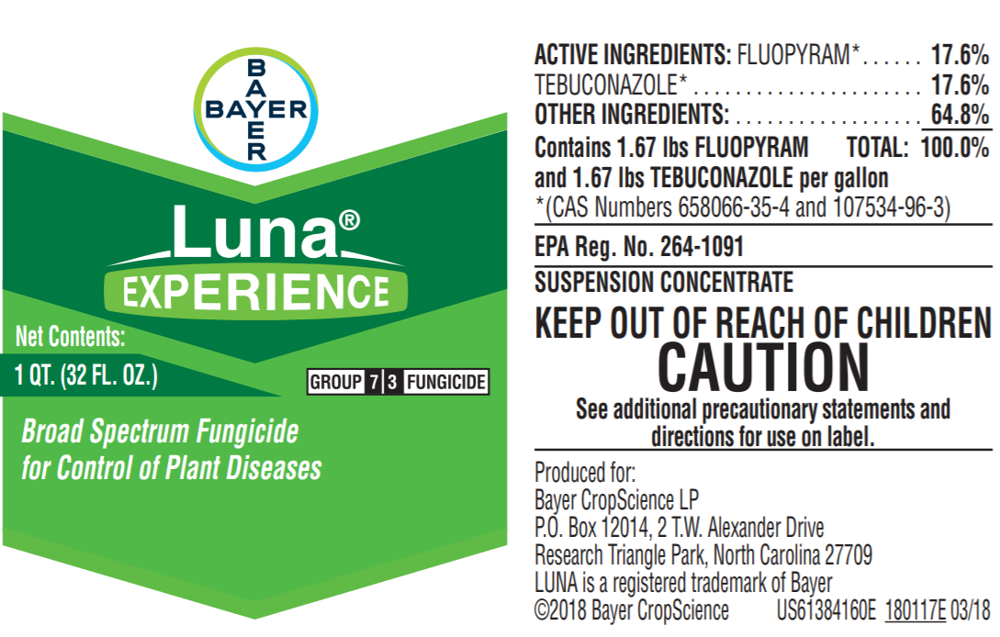 BAYER
BAYER
Luna®
EXPERIENCE
Net Contents:
1 QT. (32 FL. OZ.)
GROUP 7 3 FUNGICIDE
Broad Spectrum Fungicide
for Control of Plant Diseases
ACTIVE INGREDIENTS: FLUOPYRAM* . . . . . . 17.6%
TEBUCONAZOLE* . . . . . . . . . . . . . . . . . . . . . . . 17.6%
OTHER INGREDIENTS: . . . . . . . . . . . . . . . . . . . 64.8%
Contains 1.67 lbs FLUOPYRAM TOTAL: 100.0%
and 1.67 lbs TEBUCONAZOLE per gallon
*(CAS Numbers 658066-35-4 and 107534-96-3)
EPA Reg. No. 264-1091
SUSPENSION CONCENTRATE
KEEP OUT OF REACH OF CHILDREN
CAUTION
See additional precautionary statements and
directions for use on label.
Produced for:
Bayer CropScience LP
P.O. Box 12014, 2 T.W. Alexander Drive
Research Triangle Park, North Carolina 27709
LUNA is a registered trademark of Bayer
©2018 Bayer CropScience US61384160E 180117E 03/18